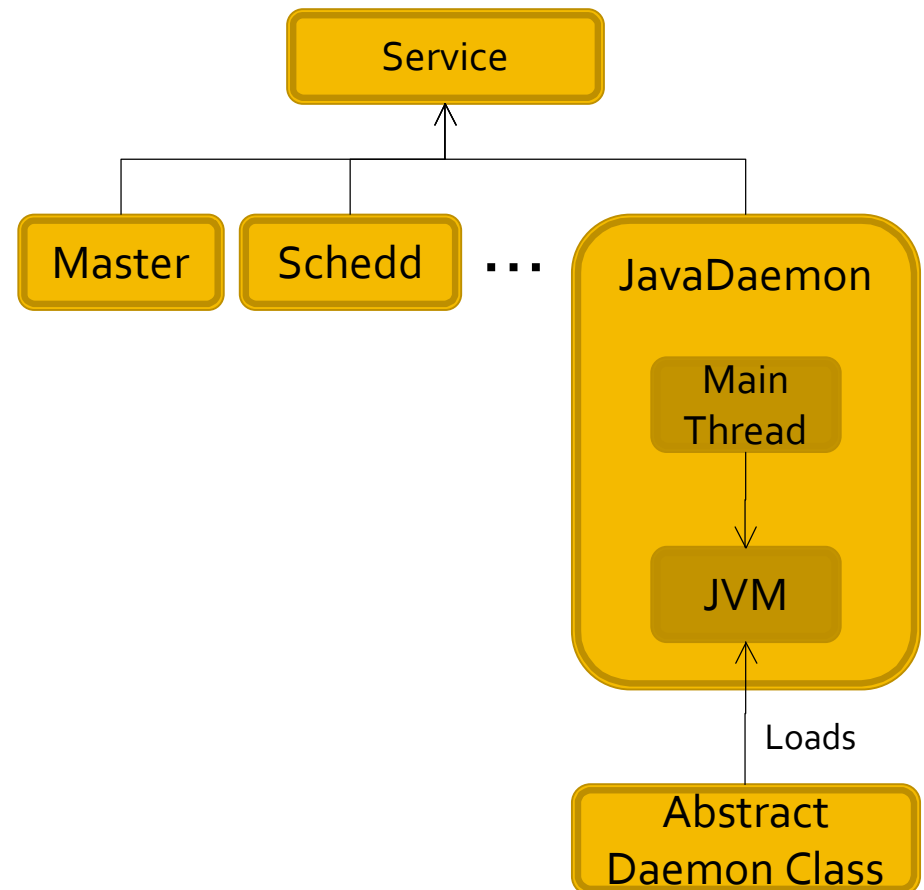 Service
Master
Schedd
...
JavaDaemon
Main
Thread
JVM
Loads
Abstract
Daemon Class